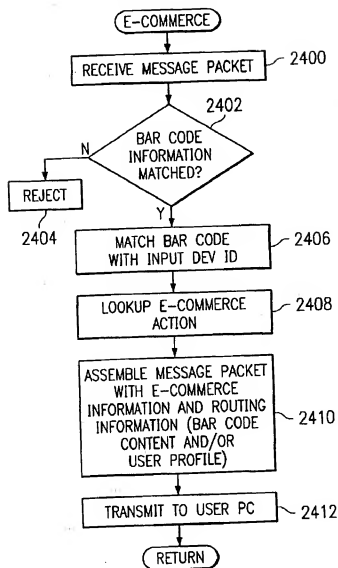 E-COMMERCE
RECEIVE MESSAGE PACKET
2400
2402
BAR CODE
INFORMATION
MATCHED?
N
REJECT
2404
Y
MATCH BAR CODE
WITH INPUT DEV ID
2406
LOOKUP E-COMMERCE
ACTION
2408
ASSEMBLE MESSAGE PACKET
WITH E-COMMERCE
INFORMATION AND ROUTING
INFORMATION (BAR CODE
CONTENT AND/OR
USER PROFILE)
2410
TRANSMIT TO USER PC
2412
RETURN